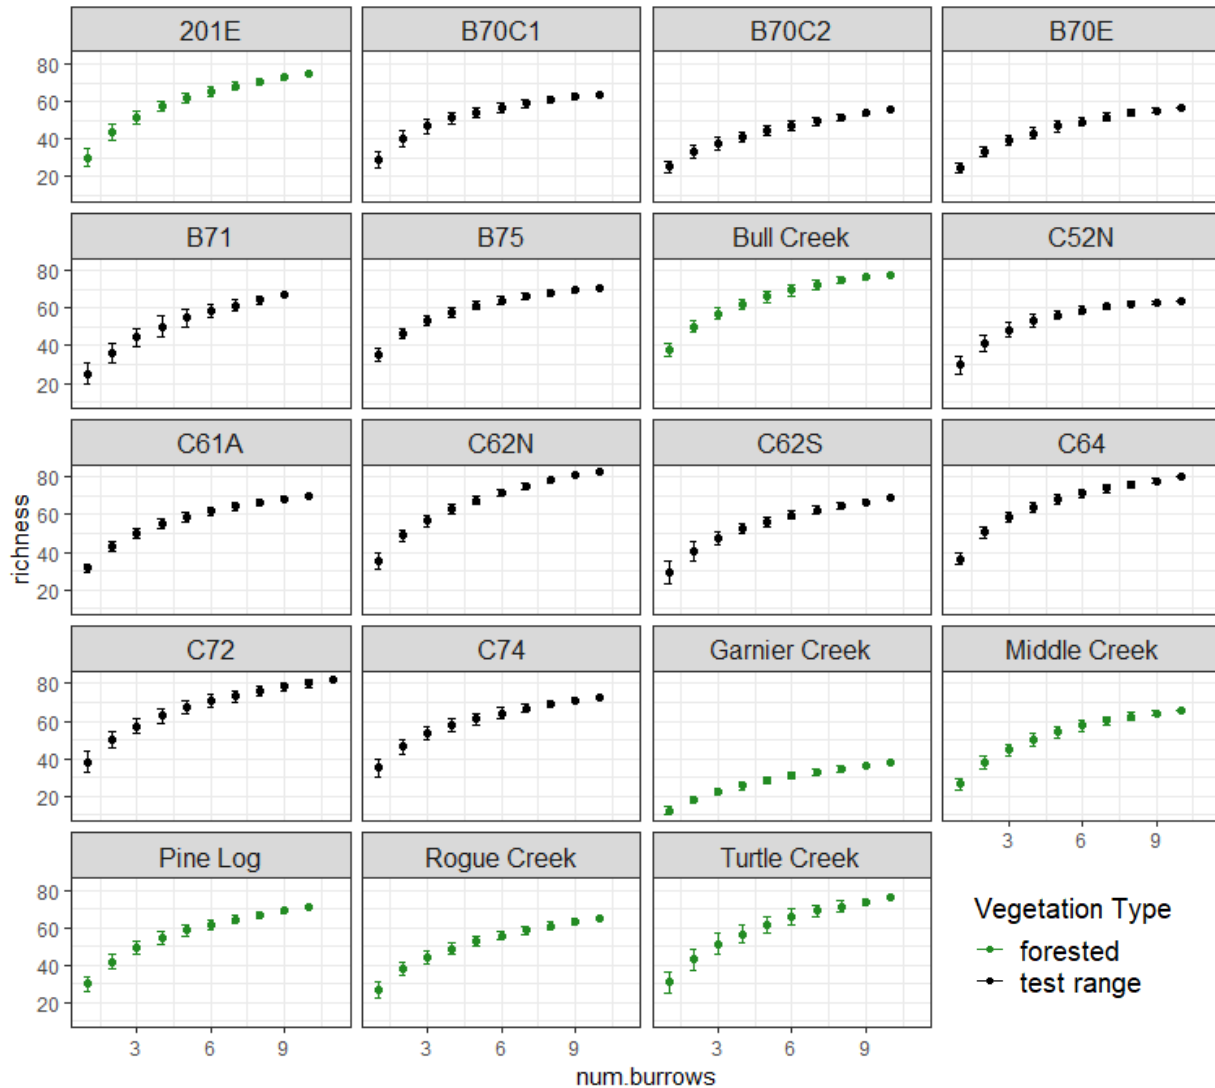 201E B70C1 B70C2 B70E
80
60
40
20
B71 B75 Bull Creek C52N
80
60
40
20
C61A C62N C62S C64
80
60
40
20
richness
C72 C74 Garnier Creek Middle Creek
80
60
40
20
3 6 9
Pine Log Rogue Creek Turtle Creek
80
60
40
20
3 6 9 3 6 9 3 6 9
num.burrows
Vegetation Type
forested
test range